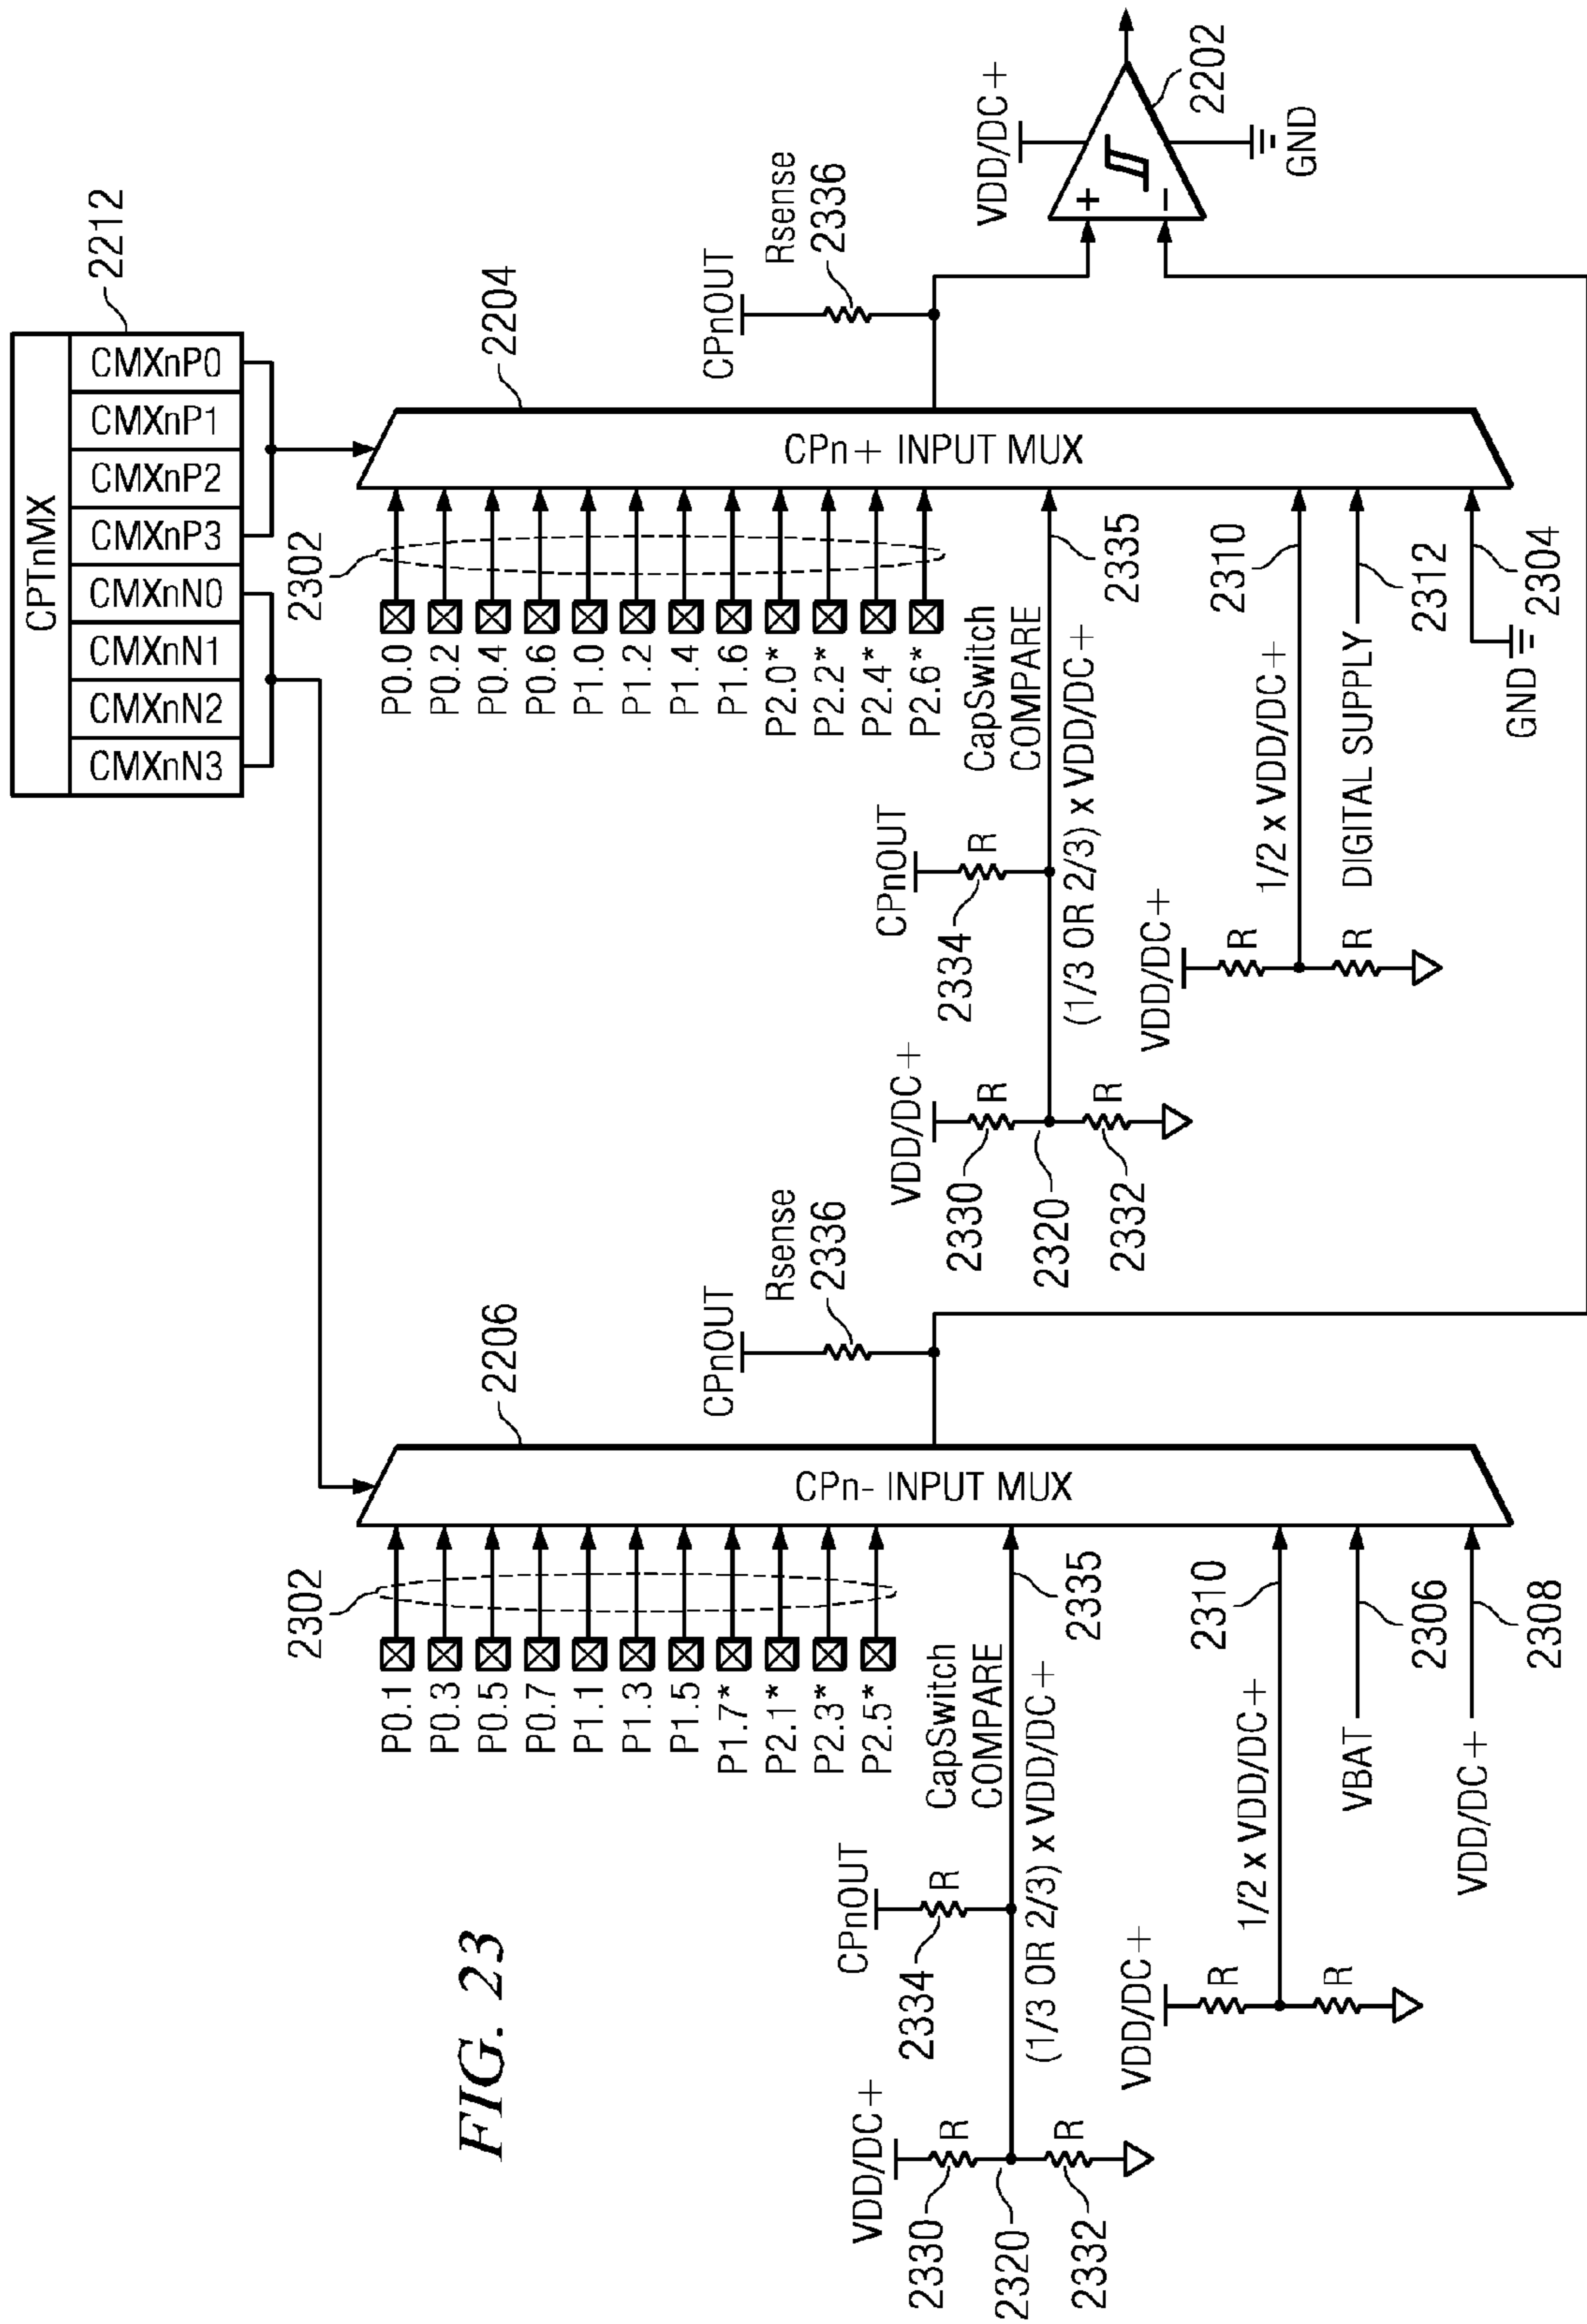 FIG. 23
CPTnMX
CMXnN3
CMXnN2
CMXnN1
CMXnN0
CMXnP3
CMXnP2
CMXnP1
CMXnP0
2212
2302
P0.1
P0.3
P0.5
P0.7
P1.1
P1.3
P1.5
P1.7*
P2.1*
P2.3*
P2.5*
2206
CPn- INPUT MUX
CPnOUT
Rsense
2336
VDD/DC+
2330
R
2320
2332
R
CPnOUT
2334
R
CapSwitch
COMPARE
(1/3 OR 2/3) x VDD/DC+
2335
VDD/DC+
R
R
1/2 x VDD/DC+
2310
VBAT
2306
VDD/DC+
2308
2302
P0.0
P0.2
P0.4
P0.6
P1.0
P1.2
P1.4
P1.6
P2.0*
P2.2*
P2.4*
P2.6*
2204
CPn+ INPUT MUX
CPnOUT
Rsense
2336
VDD/DC+
2330
R
2320
2332
R
CPnOUT
2334
R
CapSwitch
COMPARE
(1/3 OR 2/3) x VDD/DC+
2335
VDD/DC+
R
R
1/2 x VDD/DC+
2310
DIGITAL SUPPLY
2312
GND
2304
VDD/DC+
+
-
2202
GND